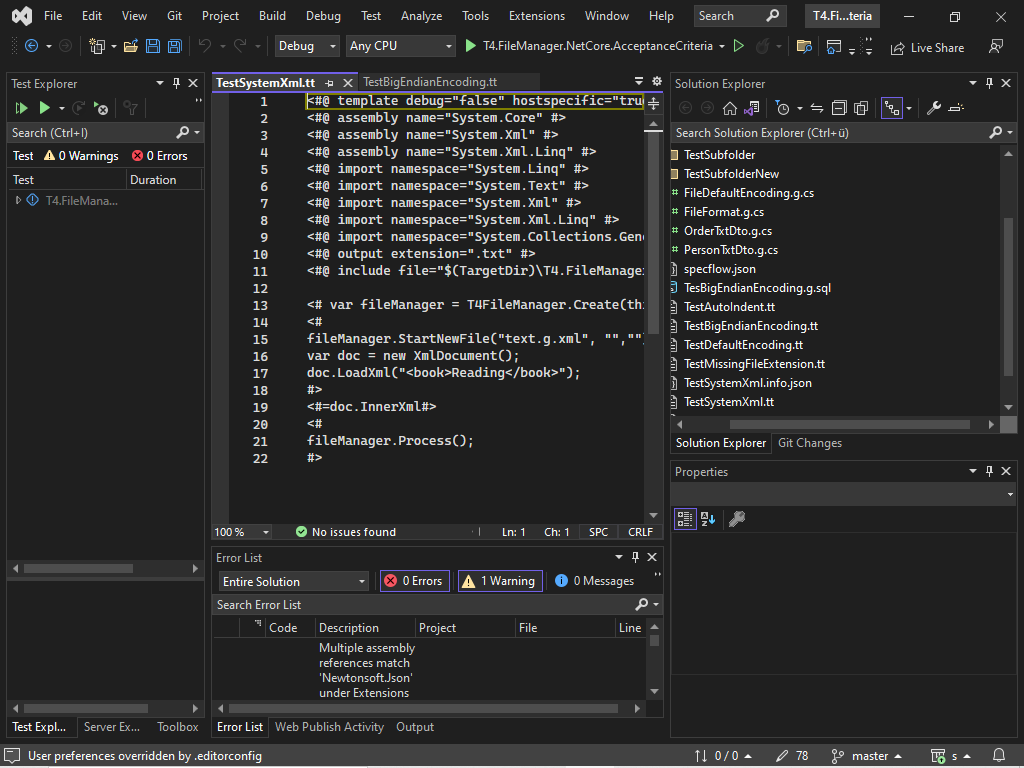 File Edit View Git Project Build Debug Test Analyze Tools Extensions Window Help Search T4.Fi...teria
Debug Any CPU T4.FileManager.NetCore.AcceptanceCriteria Live Share
Test Explorer
Search (Ctrl+I)
Test 0 Warnings 0 Errors
Test Duration
T4.FileMana...
TestSystemXml.tt TestBigEndianEncoding.tt
1 <#@ template debug="false" hostspecific="tru
2 <#@ assembly name="System.Core" #>
3 <#@ assembly name="System.Xml" #>
4 <#@ assembly name="System.Xml.Linq" #>
5 <#@ import namespace="System.Linq" #>
6 <#@ import namespace="System.Text" #>
7 <#@ import namespace="System.Xml" #>
8 <#@ import namespace="System.Xml.Linq" #>
9 <#@ import namespace="System.Collections.Gene
10 <#@ output extension=".txt" #>
11 <#@ include file="$(TargetDir)\T4.FileManager
12
13 <# var fileManager = T4FileManager.Create(thi
14 <#
15 fileManager.StartNewFile("text.g.xml", "",""
16 var doc = new XmlDocument();
17 doc.LoadXml("<book>Reading</book>");
18 #>
19 <#=doc.InnerXml#>
20 <#
21 fileManager.Process();
22 #>
100 % No issues found Ln: 1 Ch: 1 SPC CRLF
Error List
Entire Solution 0 Errors 1 Warning 0 Messages
Search Error List
Code Description Project File Line
Multiple assembly
references match
'Newtonsoft.Json'
under Extensions
Solution Explorer
Search Solution Explorer (Ctrl+ü)
TestSubfolder
TestSubfolderNew
FileDefaultEncoding.g.cs
FileFormat.g.cs
OrderTxtDto.g.cs
PersonTxtDto.g.cs
specflow.json
TesBigEndianEncoding.g.sql
TestAutoIndent.tt
TestBigEndianEncoding.tt
TestDefaultEncoding.tt
TestMissingFileExtension.tt
TestSystemXml.info.json
TestSystemXml.tt
Solution Explorer Git Changes
Properties
Test Expl... Server Ex... Toolbox Error List Web Publish Activity Output
User preferences overridden by .editorconfig 0 / 0 78 master s